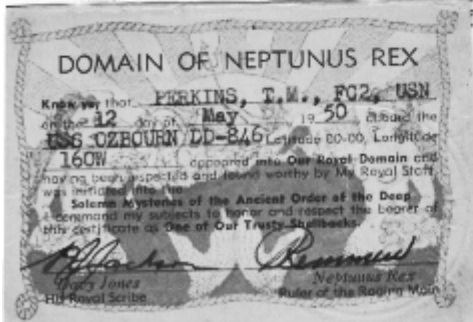 DOMAIN OF NEPTUNUS REX
Know ye, that PERKINS, T.M., FC2, USN
on the 12 day of May 1950 aboard the
USS OZBOURN DD-846 Latitude 00-00, Longitude
160W appeared into Our Royal Domain and
having been inspected and found worthy by My Royal Staff
was initiated into the
Solemn Mysteries of the Ancient Order of the Deep
I command my subjects to honor and respect the bearer of
this certificate as One of Our Trusty Shellbacks.
Davy Jones
His Royal Scribe
Neptunus Rex
Ruler of the Raging Main